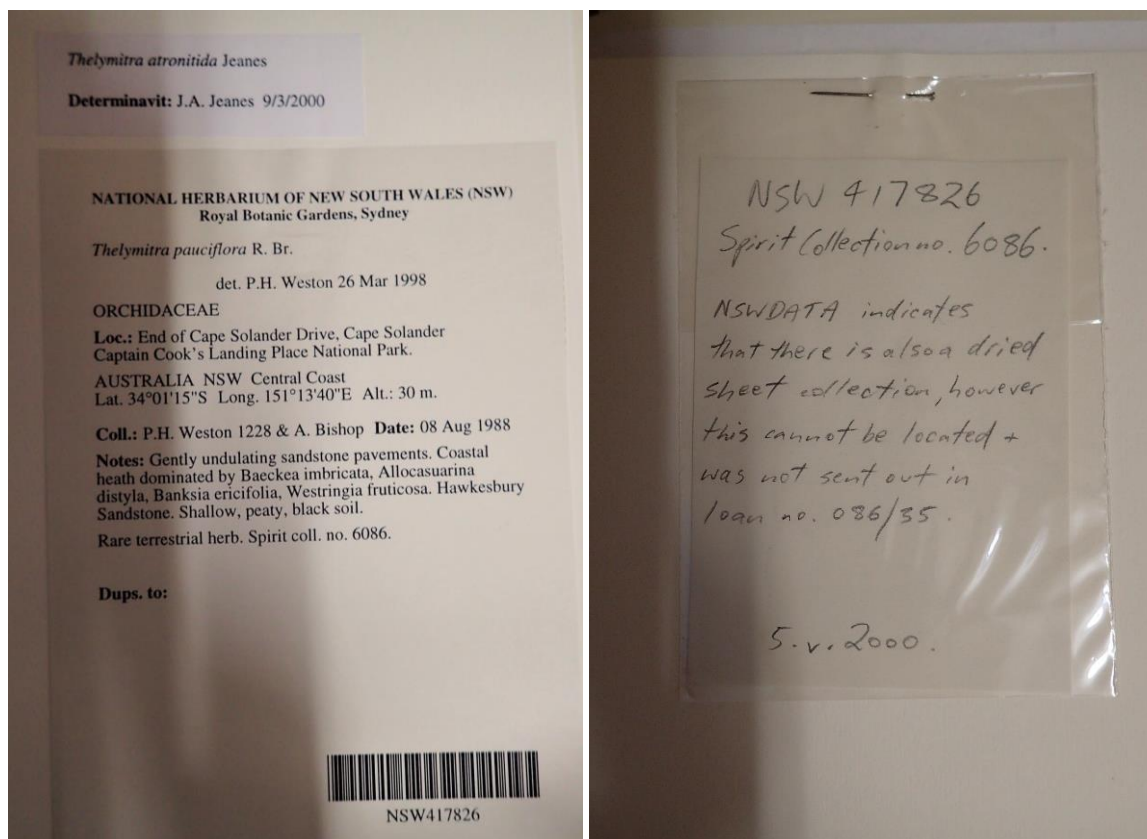 Thelymitra atronitida Jeanes
Determinavit: J.A. Jeanes 9/3/2000
NATIONAL HERBARIUM OF NEW SOUTH WALES (NSW)
Royal Botanic Gardens, Sydney
Thelymitra pauciflora R. Br.
det. P.H. Weston 26 Mar 1998
ORCHIDACEAE
Loc.: End of Cape Solander Drive, Cape Solander
Captain Cook's Landing Place National Park.
AUSTRALIA NSW Central Coast
Lat. 34°01'15"S Long. 151°13'40"E Alt.: 30 m.
Coll.: P.H. Weston 1228 & A. Bishop Date: 08 Aug 1988
Notes: Gently undulating sandstone pavements. Coastal
heath dominated by Baeckea imbricata, Allocasuarina
distyla, Banksia ericifolia, Westringia fruticosa. Hawkesbury
Sandstone. Shallow, peaty, black soil.
Rare terrestrial herb. Spirit coll. no. 6086.
Dups. to:
NSW417826
NSW 417826
Spirit Collection no. 6086.
NSWDATA indicates
that there is also a dried
sheet collection, however
this cannot be located +
was not sent out in
loan no. 086/35.
5.v.2000.